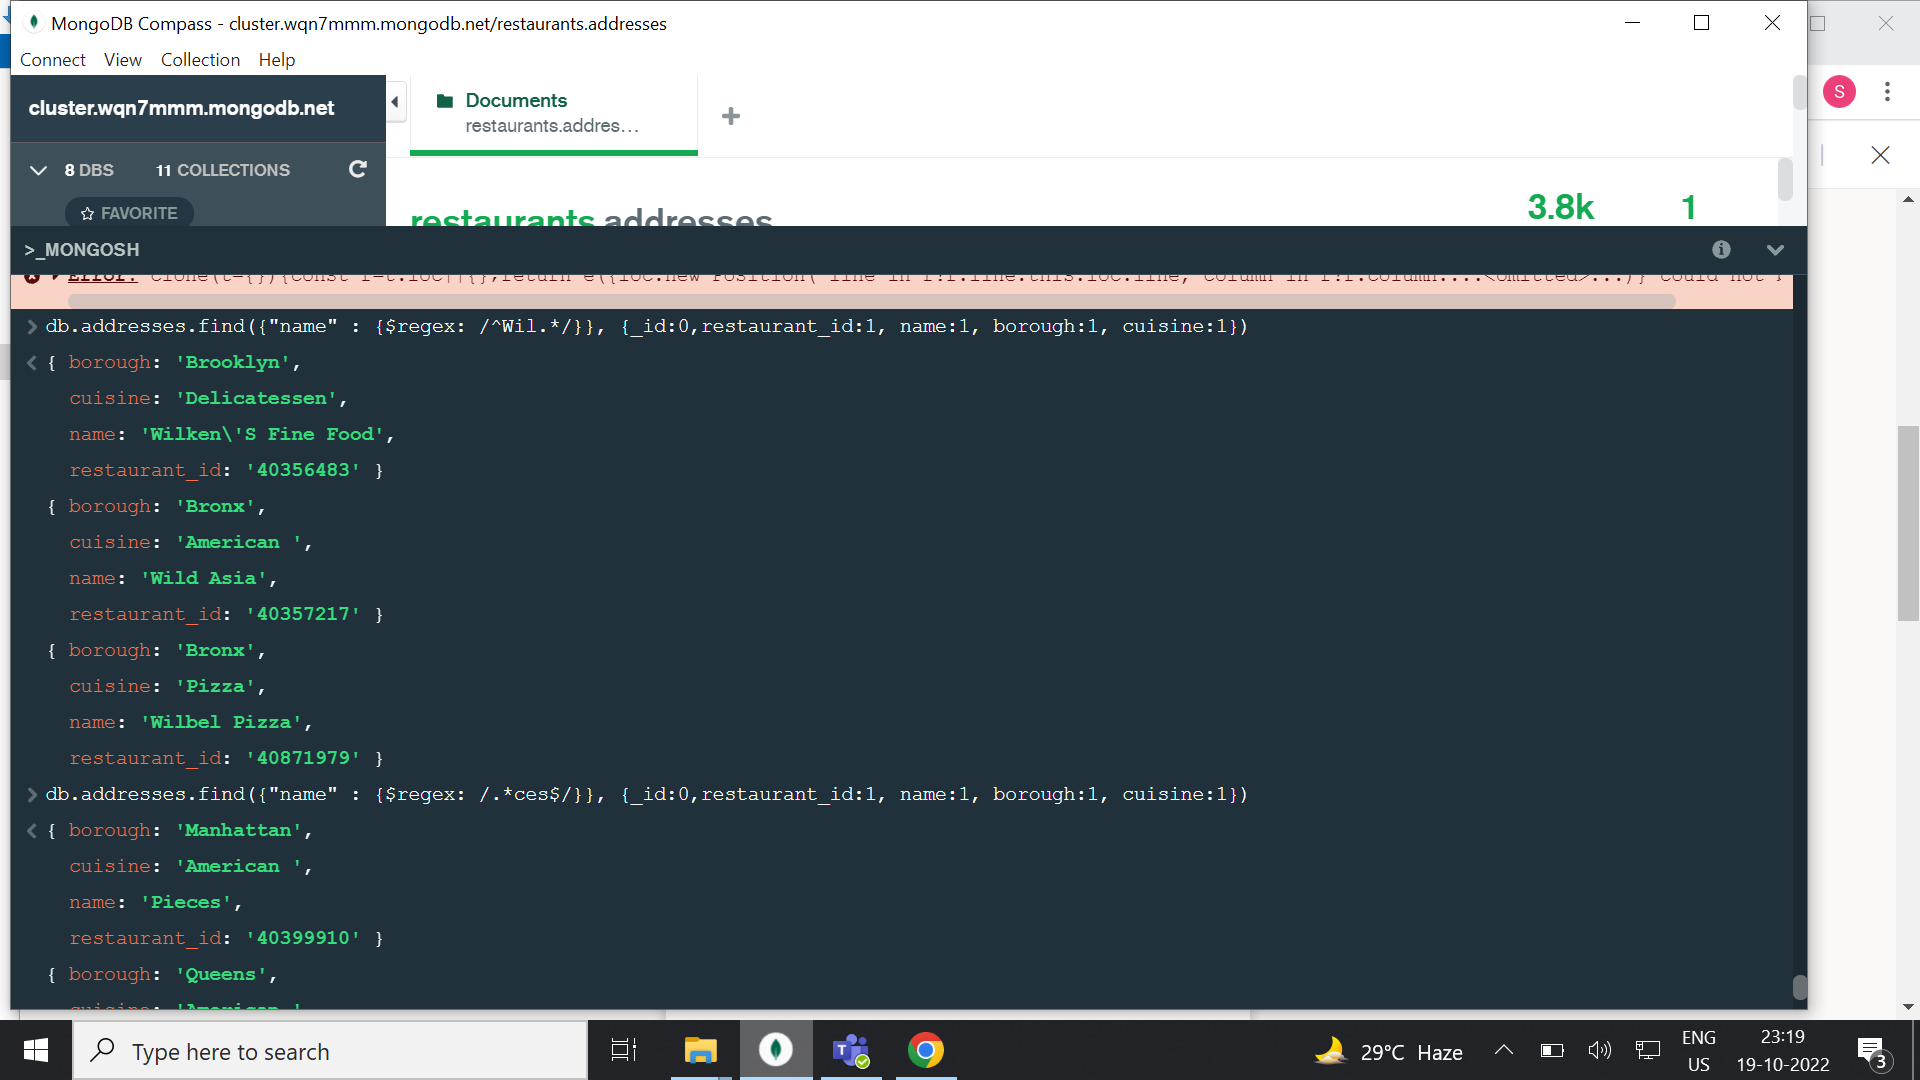 MongoDB Compass - cluster.wqn7mmm.mongodb.net/restaurants.addresses
Connect View Collection Help
cluster.wqn7mmm.mongodb.net
Documents
restaurants.addres...
S
8 DBS 11 COLLECTIONS
FAVORITE
restaurants.addresses
3.8k 1
>_MONGOSH
db.addresses.find({"name" : {$regex: /^Wil.*/}}, {_id:0,restaurant_id:1, name:1, borough:1, cuisine:1})
{ borough: 'Brooklyn',
cuisine: 'Delicatessen',
name: 'Wilken\'S Fine Food',
restaurant_id: '40356483' }
{ borough: 'Bronx',
cuisine: 'American ',
name: 'Wild Asia',
restaurant_id: '40357217' }
{ borough: 'Bronx',
cuisine: 'Pizza',
name: 'Wilbel Pizza',
restaurant_id: '40871979' }
db.addresses.find({"name" : {$regex: /.*ces$/}}, {_id:0,restaurant_id:1, name:1, borough:1, cuisine:1})
{ borough: 'Manhattan',
cuisine: 'American ',
name: 'Pieces',
restaurant_id: '40399910' }
{ borough: 'Queens',
Type here to search
29°C Haze
ENG
US
23:19
19-10-2022
3